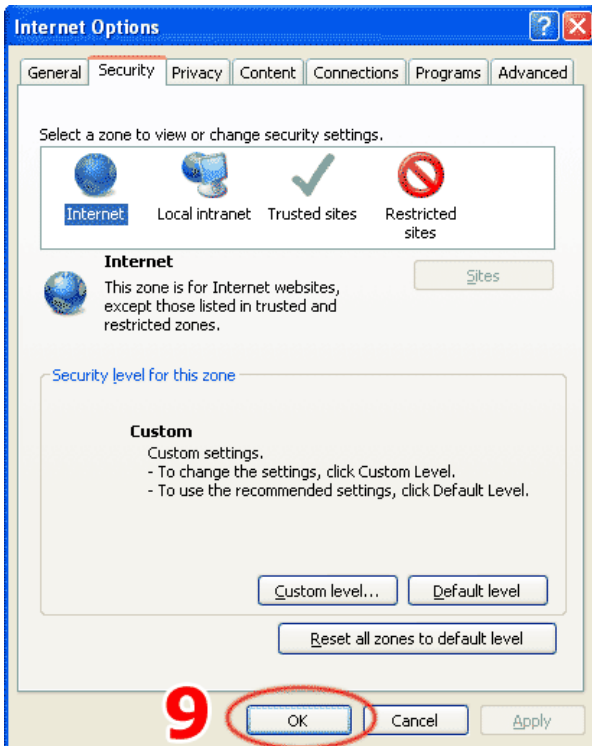 Internet Options
General Security Privacy Content Connections Programs Advanced
Select a zone to view or change security settings.
Internet Local intranet Trusted sites Restricted
sites
Internet
Sites
This zone is for Internet websites,
except those listed in trusted and
restricted zones.
Security level for this zone
Custom
Custom settings.
- To change the settings, click Custom Level.
- To use the recommended settings, click Default Level.
Custom level... Default level
Reset all zones to default level
9 OK Cancel Apply